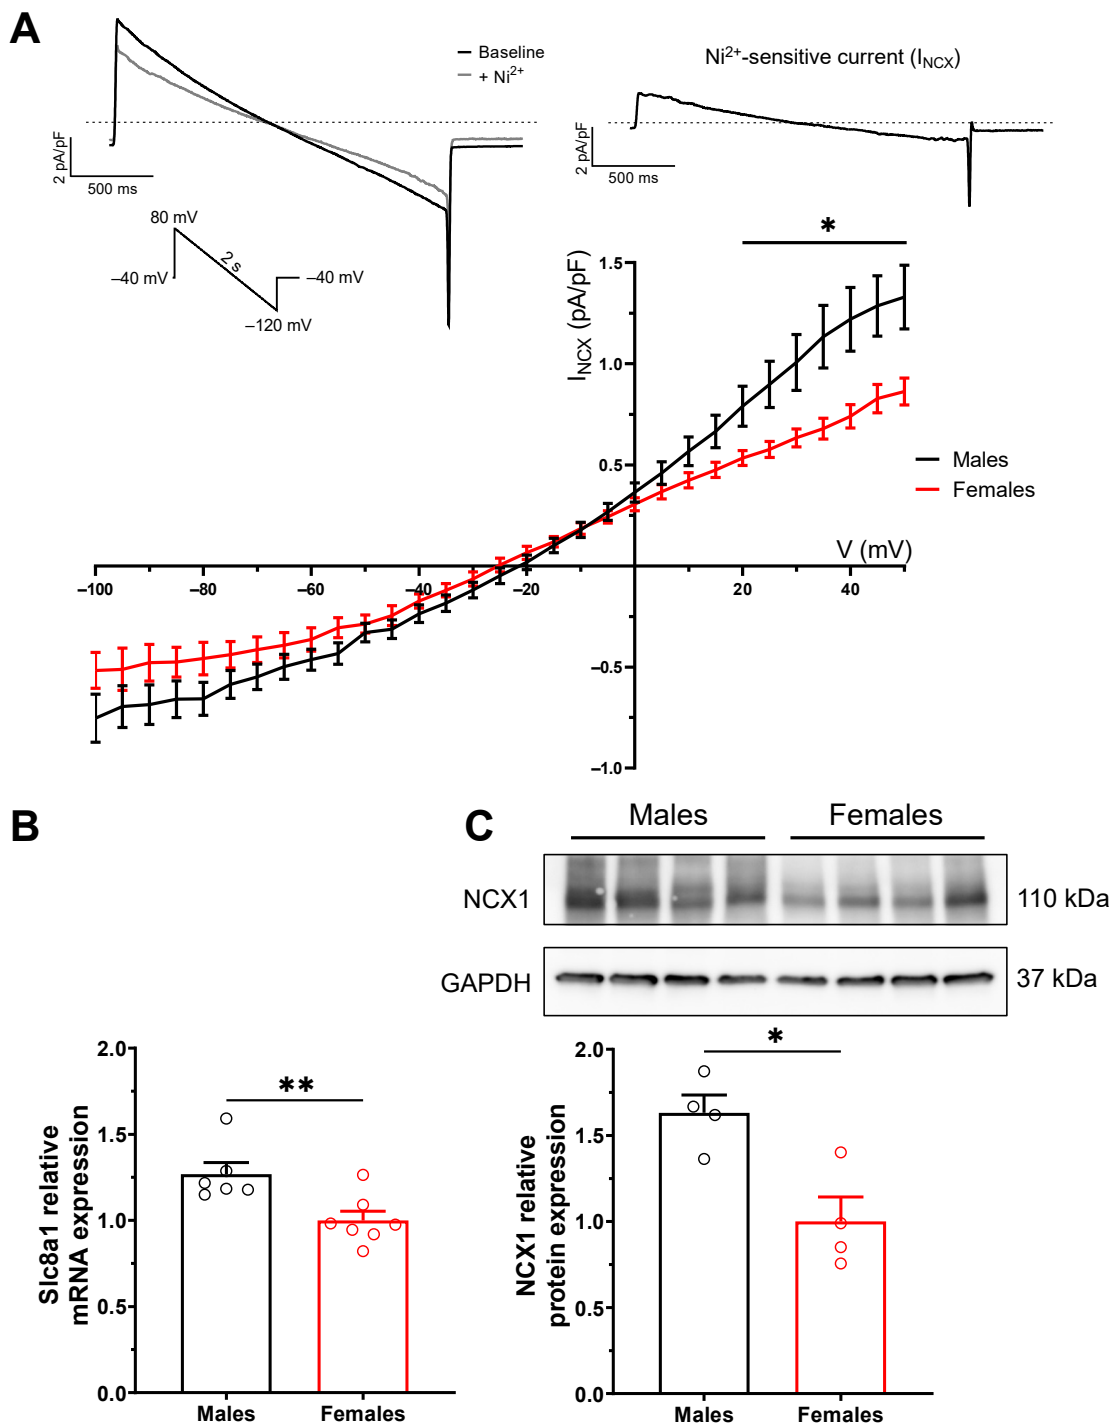 A
Baseline
+ Ni²⁺
2 pA/pF
500 ms
80 mV
–40 mV
2 s
–40 mV
–120 mV
Ni²⁺-sensitive current (I_NCX)
2 pA/pF
500 ms
*
I_NCX (pA/pF)
1.5
1.0
0.5
–0.5
–1.0
V (mV)
–100
–80
–60
–40
–20
20
40
Males
Females
B
Slc8a1 relative
mRNA expression
2.0
1.5
1.0
0.5
0.0
**
Males
Females
C
Males
Females
NCX1
110 kDa
GAPDH
37 kDa
NCX1 relative
protein expression
2.0
1.5
1.0
0.5
0.0
*
Males
Females